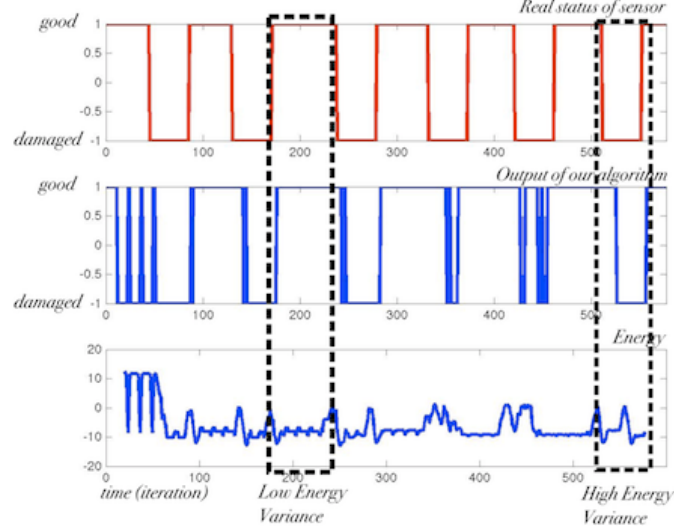 Real status of sensor
good 1
0.5
0
-0.5
damaged -1
0 100 200 300 400 500
Output of our algorithm
good 1
0.5
0
-0.5
damaged -1
0 100 200 300 400 500
Energy
20
10
0
-10
-20
0 100 200 300 400 500
time (iteration) Low Energy High Energy
Variance Variance